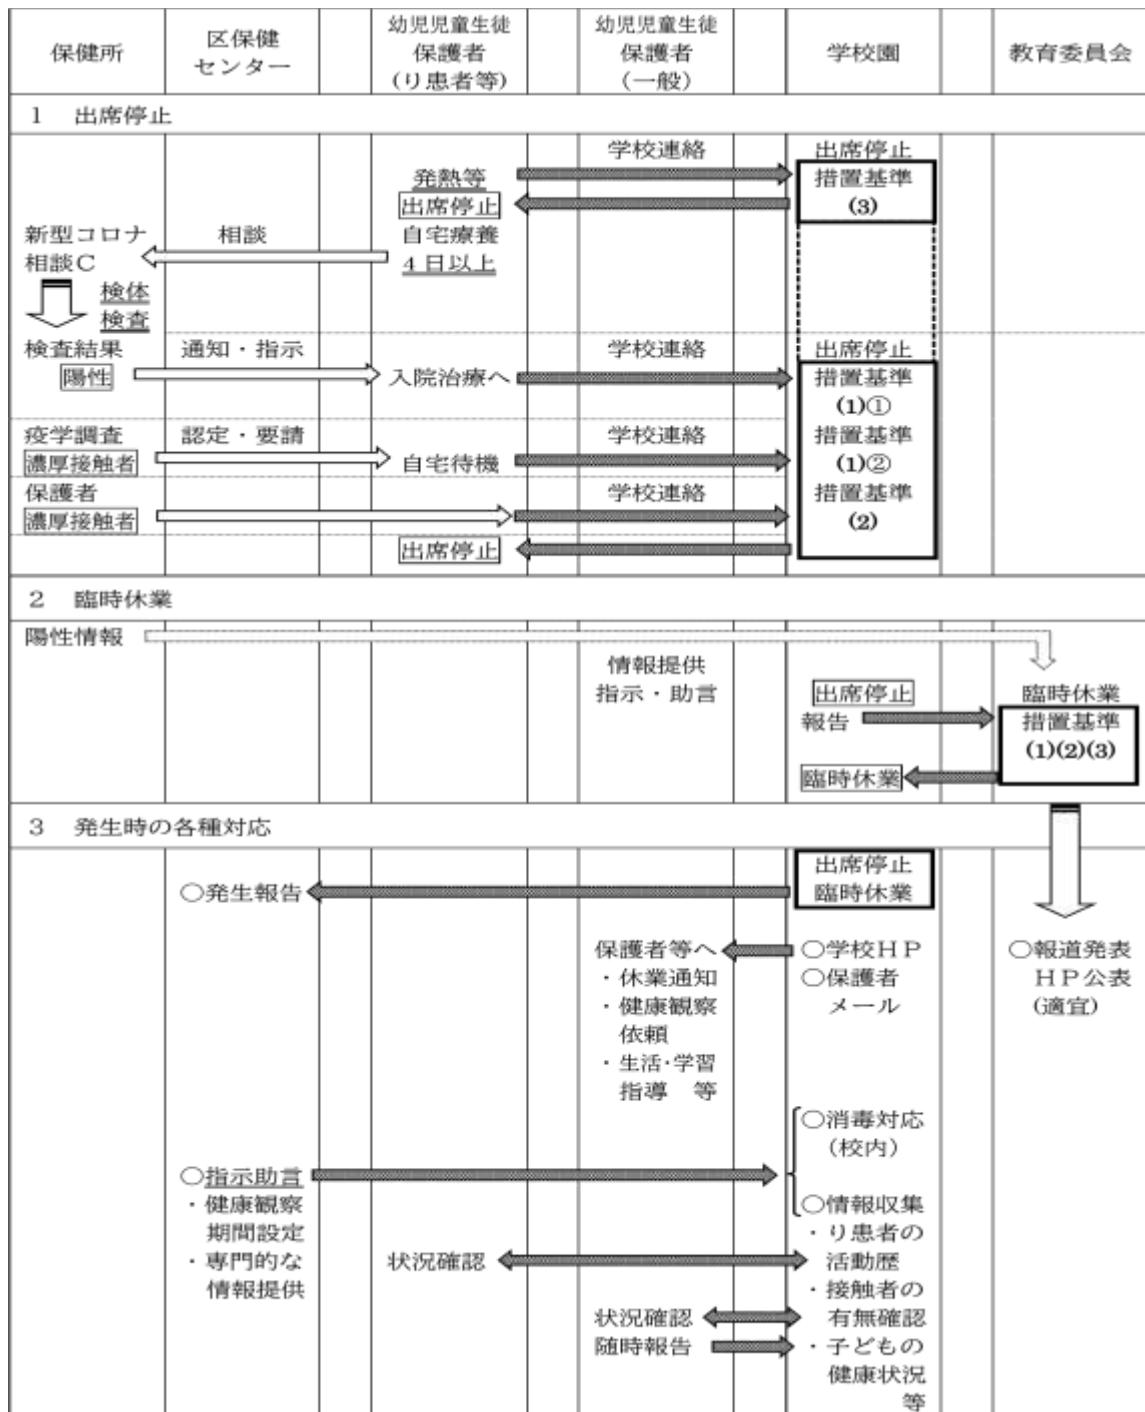 保健所
区保健
センター
幼児児童生徒
保護者
(り患者等)
幼児児童生徒
保護者
(一般)
学校園
教育委員会
1 出席停止
学校連絡
出席停止
発熱等
措置基準
(3)
出席停止
新型コロナ
相談C
相談
自宅療養
4日以上
検体
検査
検査結果
陽性
通知・指示
入院治療へ
学校連絡
出席停止
措置基準
(1)①
疫学調査
濃厚接触者
認定・要請
自宅待機
学校連絡
措置基準
(1)②
保護者
濃厚接触者
学校連絡
措置基準
(2)
出席停止
2 臨時休業
陽性情報
情報提供
指示・助言
出席停止
報告
臨時休業
措置基準
(1)(2)(3)
臨時休業
3 発生時の各種対応
出席停止
臨時休業
○発生報告
保護者等へ
・休業通知
・健康観察
依頼
・生活・学習
指導 等
○学校HP
○保護者
メール
○報道発表
HP公表
(適宜)
○消毒対応
(校内)
○指示助言
・健康観察
期間設定
・専門的な
情報提供
○情報収集
・り患者の
活動歴
・接触者の
有無確認
・子どもの
健康状況
等
状況確認
状況確認
随時報告